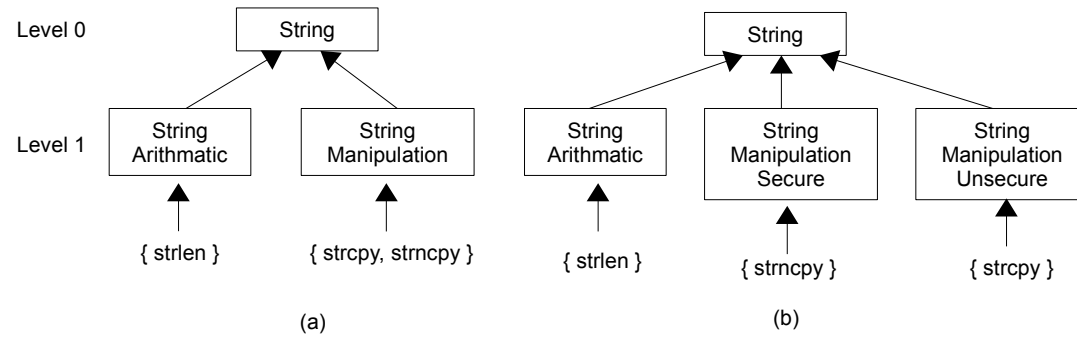 Level 0
String
String
Level 1
String
Arithmatic
String
Manipulation
String
Arithmatic
String
Manipulation
Secure
String
Manipulation
Unsecure
{ strlen }
{ strcpy, strncpy }
{ strlen }
{ strncpy }
{ strcpy }
(a)
(b)